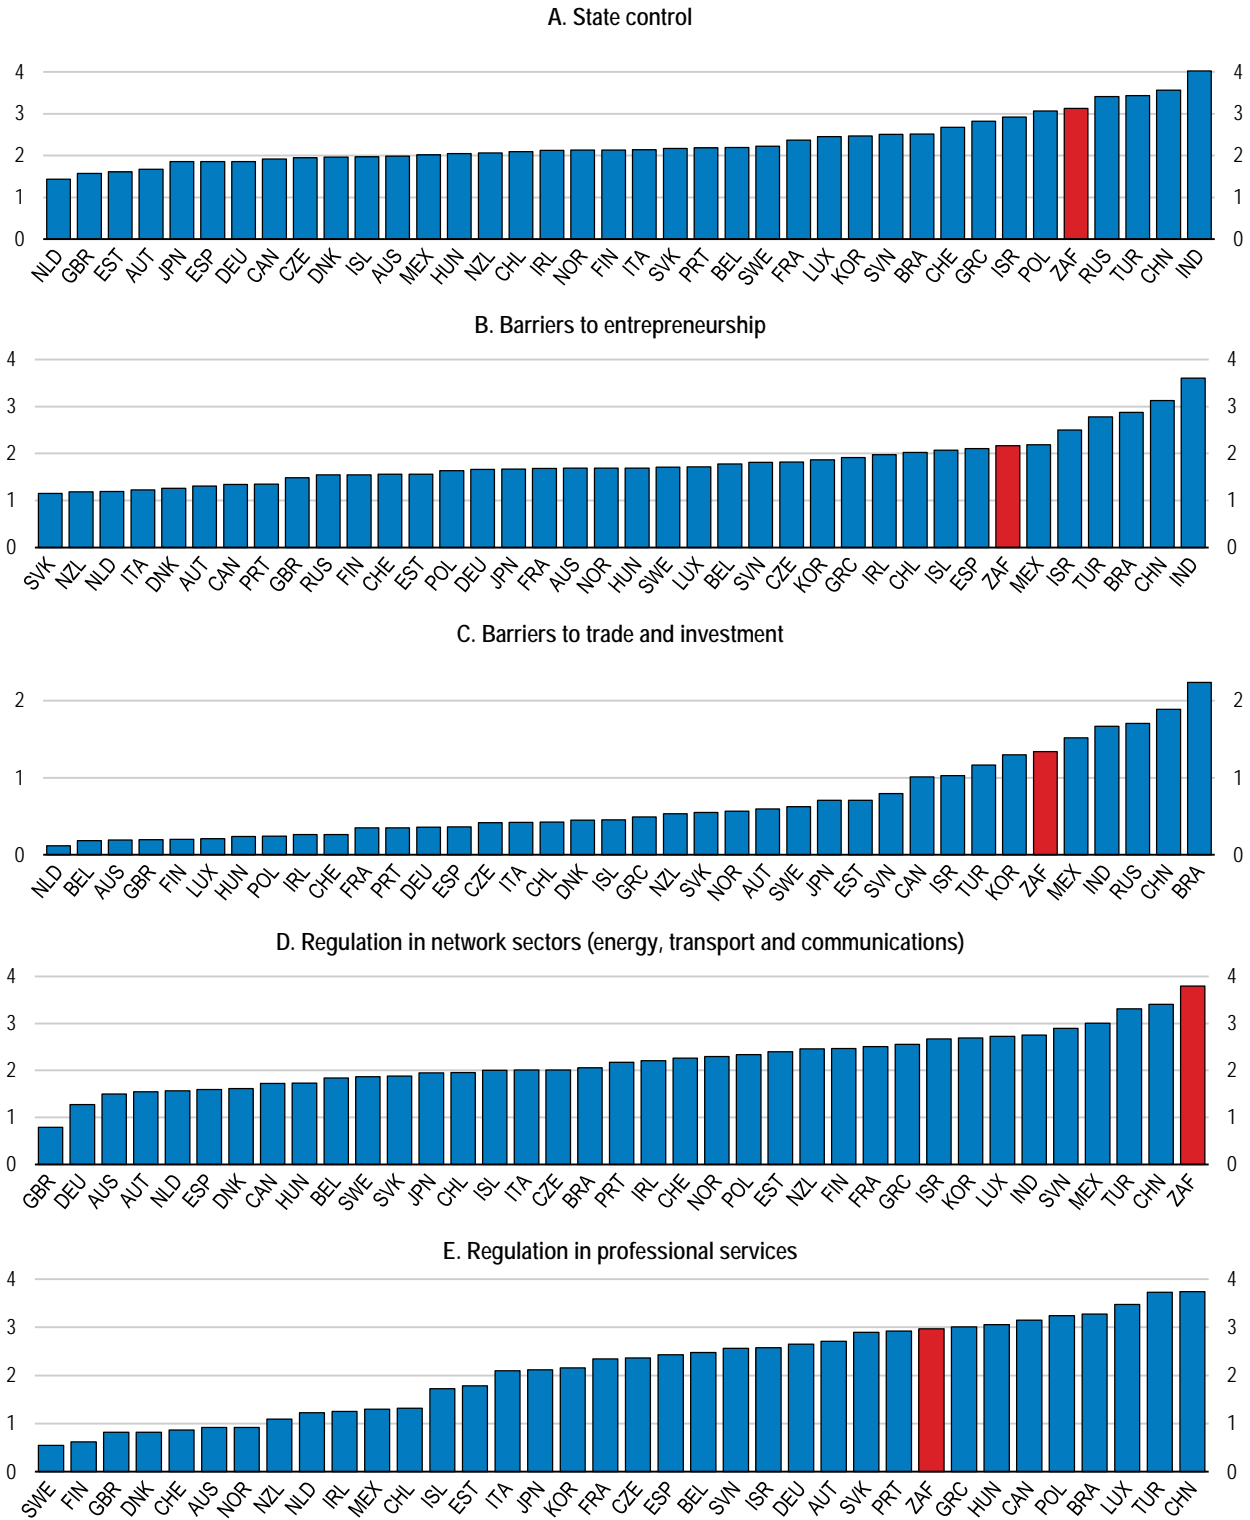 A. State control
4 4
3 3
2 2
1 1
0 0
NLD GBR EST AUT JPN ESP DEU CAN CZE DNK ISL AUS MEX HUN NZL CHL IRL NOR FIN ITA SVK PRT BEL SWE FRA LUX KOR SVN BRA CHE GRC ISR POL ZAF RUS TUR CHN IND
B. Barriers to entrepreneurship
4 4
3 3
2 2
1 1
0 0
SVK NZL NLD ITA DNK AUT CAN PRT GBR RUS FIN CHE EST POL DEU JPN FRA AUS NOR HUN SWE LUX BEL SVN CZE KOR GRC IRL CHL ISL ESP ZAF MEX ISR TUR BRA CHN IND
C. Barriers to trade and investment
2 2
1 1
0 0
NLD BEL AUS GBR FIN LUX HUN POL IRL CHE FRA PRT DEU ESP CZE ITA CHL DNK ISL GRC NZL SVK NOR AUT SWE JPN EST SVN CAN ISR TUR KOR ZAF MEX IND RUS CHN BRA
D. Regulation in network sectors (energy, transport and communications)
4 4
3 3
2 2
1 1
0 0
GBR DEU AUS AUT NLD ESP DNK CAN HUN BEL SWE SVK JPN CHL ISL ITA CZE BRA PRT IRL CHE NOR POL EST NZL FIN FRA GRC ISR KOR LUX IND SVN MEX TUR CHN ZAF
E. Regulation in professional services
4 4
3 3
2 2
1 1
0 0
SWE FIN GBR DNK CHE AUS NOR NZL NLD IRL MEX CHL ISL EST ITA JPN KOR FRA CZE ESP BEL SVN ISR DEU AUT SVK PRT ZAF GRC HUN CAN POL BRA LUX TUR CHN